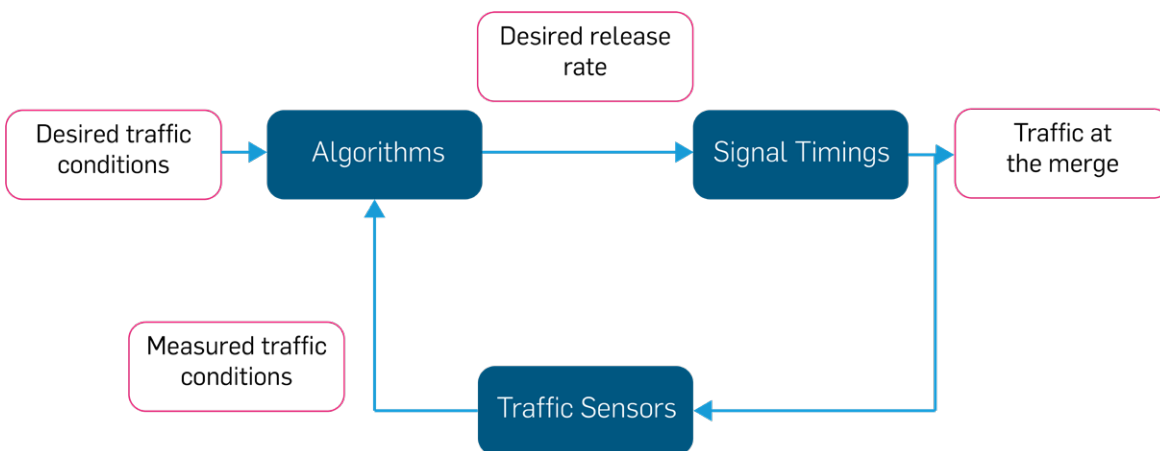 Desired release
rate
Desired traffic
conditions
Algorithms
Signal Timings
Traffic at
the merge
Measured traffic
conditions
Traffic Sensors